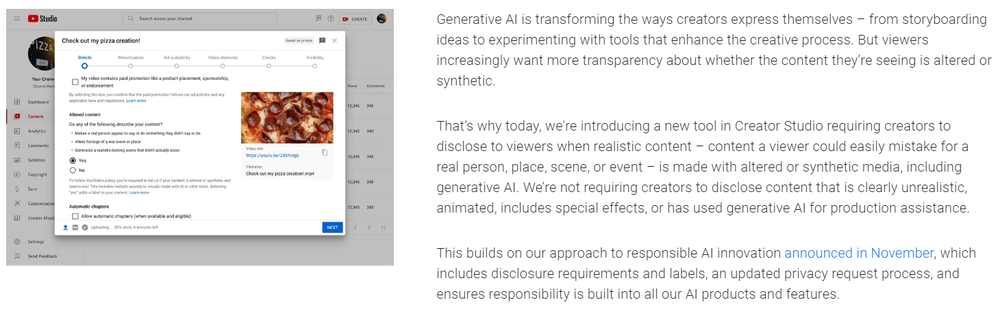 Studio
Search across your channel
CREATE
Check out my pizza creation!
Saved as private
Details
Monetization
Ad suitability
Video elements
Checks
Visibility
My video contains paid promotion like a product placement, sponsorship,
or endorsement
By selecting this box, you confirm that the paid promotion follows our ad policies and any
applicable laws and regulations. Learn more
Altered content
Do any of the following describe your content?
• Makes a real person appear to say or do something they didn't say or do
• Alters footage of a real event or place
• Generates a realistic-looking scene that didn't actually occur
Yes
No
To follow YouTube's policy, you're required to tell us if your content is altered or synthetic and
seems real. This includes realistic sounds or visuals made with AI or other tools. Selecting
"yes" adds a label to your content. Learn more
Automatic chapters
Allow automatic chapters (when available and eligible)
Video link
https://youtu.be/245fvdgb
Filename
Check out my pizza creation!.mp4
Uploading ... 50% done, 6 minutes left
NEXT
Your Chann
Channel Nam
Dashboard
Content
Analytics
Comments
Subtitles
Copyright
Earn
Customization
Creator Music
Settings
Send Feedback
Views
Comments
12,345 345
12,345 345
12,345 345
12,345 345
12,345 345
Generative AI is transforming the ways creators express themselves – from storyboarding
ideas to experimenting with tools that enhance the creative process. But viewers
increasingly want more transparency about whether the content they're seeing is altered or
synthetic.
That's why today, we're introducing a new tool in Creator Studio requiring creators to
disclose to viewers when realistic content – content a viewer could easily mistake for a
real person, place, scene, or event – is made with altered or synthetic media, including
generative AI. We're not requiring creators to disclose content that is clearly unrealistic,
animated, includes special effects, or has used generative AI for production assistance.
This builds on our approach to responsible AI innovation announced in November, which
includes disclosure requirements and labels, an updated privacy request process, and
ensures responsibility is built into all our AI products and features.